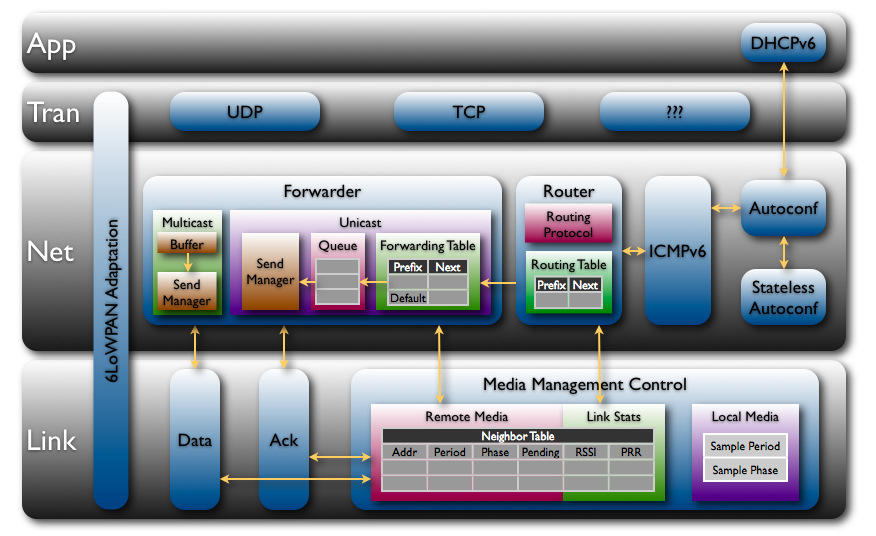 App
DHCPv6
Tran
UDP
TCP
???
6LoWPAN Adaptation
Net
Forwarder
Multicast
Buffer
Send
Manager
Unicast
Send
Manager
Queue
Forwarding Table
Prefix Next
Default
Router
Routing
Protocol
Routing Table
Prefix Next
ICMPv6
Autoconf
Stateless
Autoconf
Link
Data
Ack
Media Management Control
Remote Media
Link Stats
Neighbor Table
Addr Period Phase Pending RSSI PRR
Local Media
Sample Period
Sample Phase